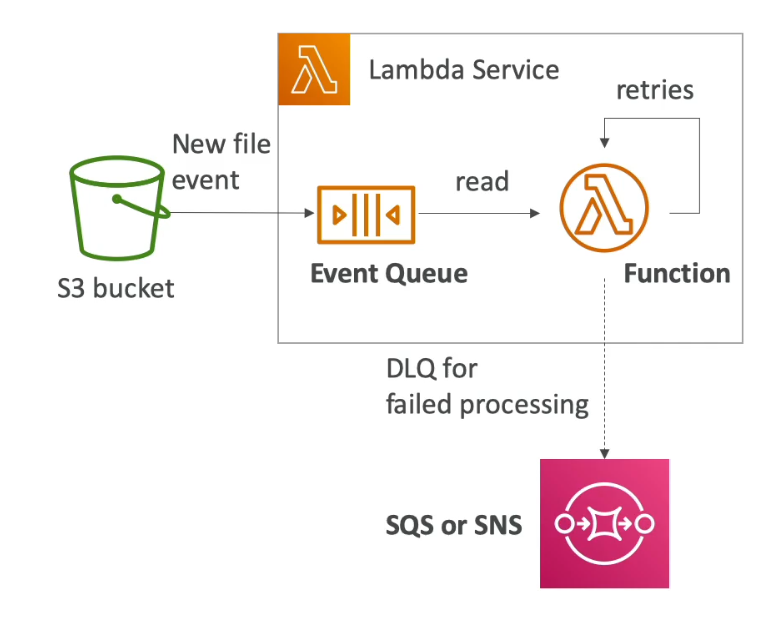 Lambda Service
retries
New file
event
read
S3 bucket
Event Queue
Function
DLQ for
failed processing
SQS or SNS